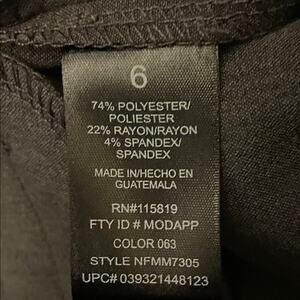 6
74% POLYESTER/
POLIESTER
22% RAYON/RAYON
4% SPANDEX/
SPANDEX
MADE IN/HECHO EN
GUATEMALA
RN#115819
FTY ID # MODAPP
COLOR 063
STYLE NFMM7305
UPC# 039321448123